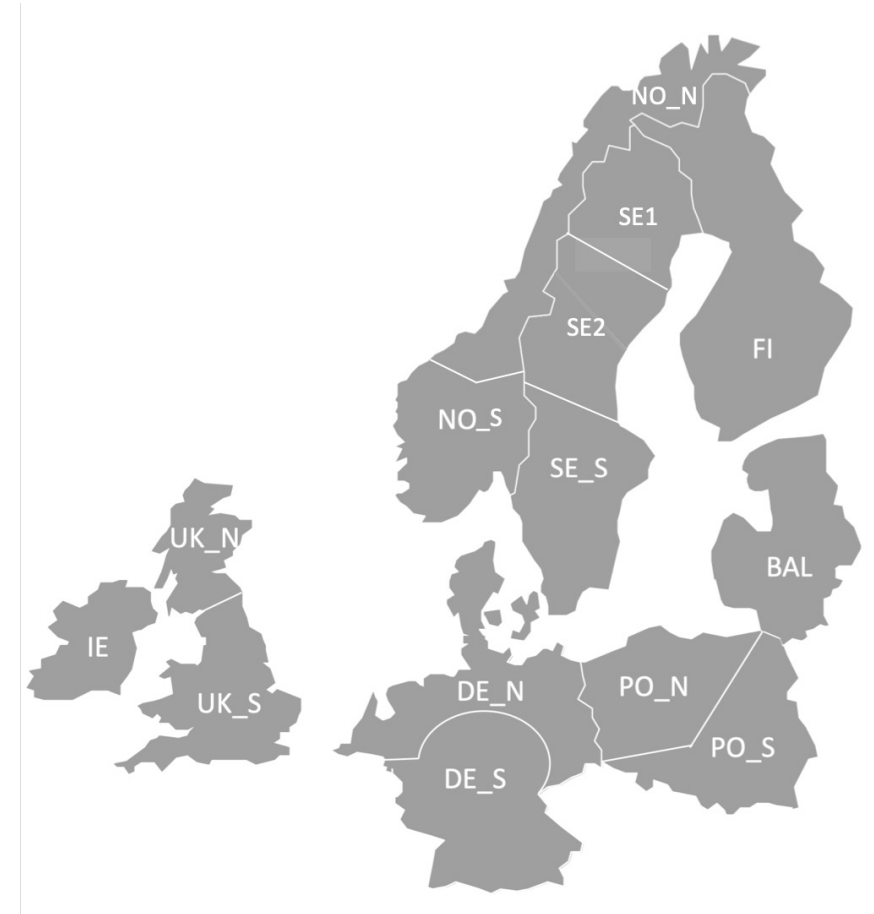 NO_N
SE1
SE2
FI
NO_S
SE_S
UK_N
BAL
IE
UK_S
DE_N
PO_N
PO_S
DE_S